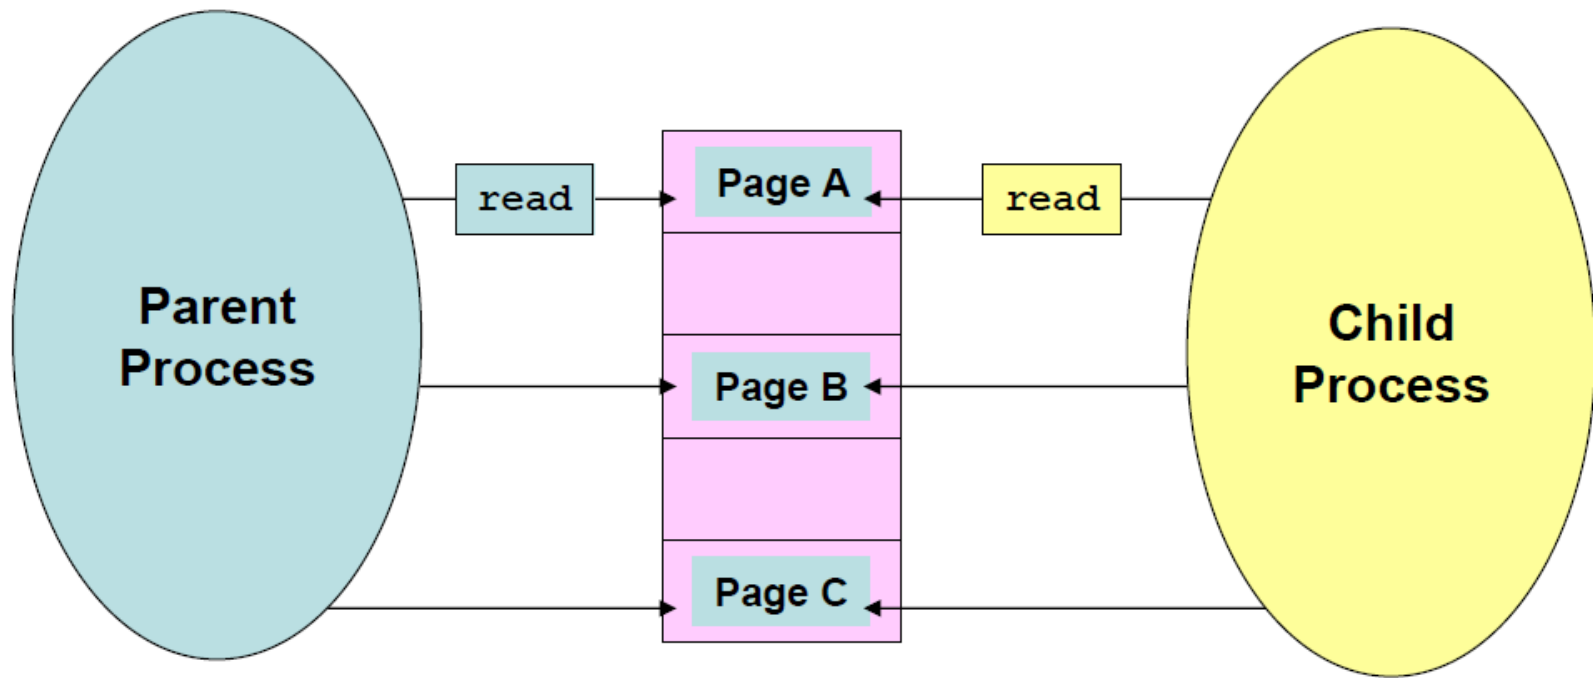 Parent
Process
read
Page A
Page B
Page C
read
Child
Process